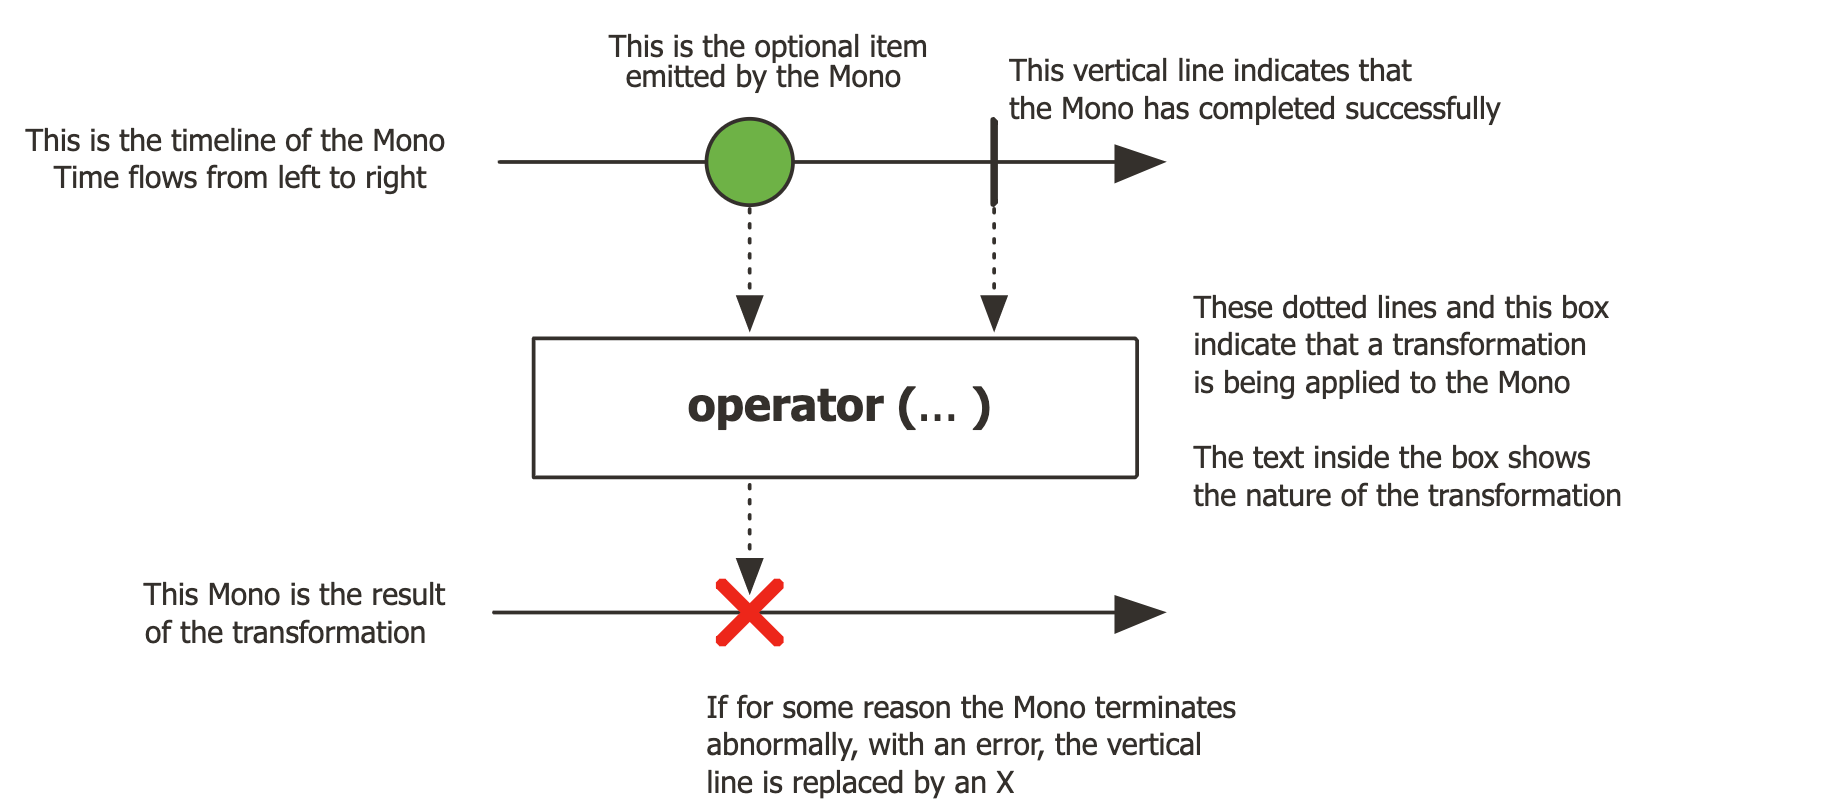 This is the optional item
emitted by the Mono
This vertical line indicates that
the Mono has completed successfully
This is the timeline of the Mono
Time flows from left to right
These dotted lines and this box
indicate that a transformation
is being applied to the Mono
operator (... )
The text inside the box shows
the nature of the transformation
This Mono is the result
of the transformation
If for some reason the Mono terminates
abnormally, with an error, the vertical
line is replaced by an X